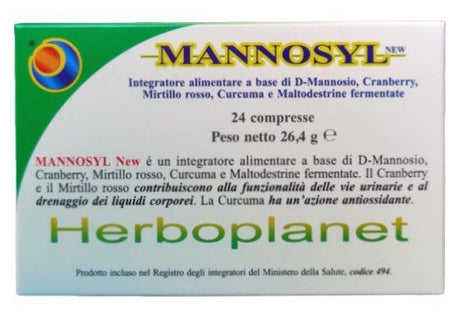 MANNOSYL NEW
Integratore alimentare a base di D-Mannosio, Cranberry,
Mirtillo rosso, Curcuma e Maltodestrine fermentate
24 compresse
Peso netto 26,4 g ℮
MANNOSYL New é un integratore alimentare a base di D-Mannosio,
Cranberry, Mirtillo rosso, Curcuma e Maltodestrine fermentate. Il Cranberry
e il Mirtillo rosso contribuiscono alla funzionalità delle vie urinarie e al
drenaggio dei liquidi corporei. La Curcuma ha un'azione antiossidante.
Herboplanet
Prodotto incluso nel Registro degli integratori del Ministero della Salute, codice 494.